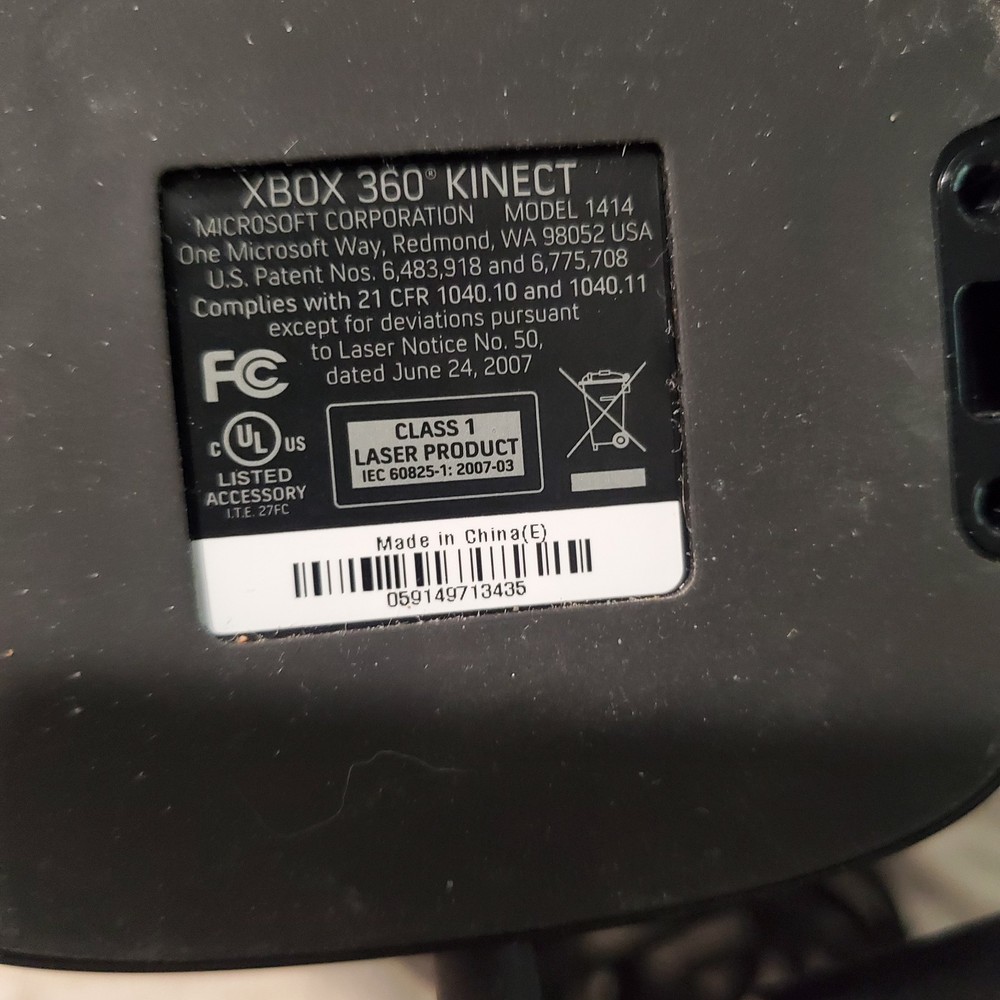 XBOX 360® KINECT
MICROSOFT CORPORATION MODEL 1414
One Microsoft Way, Redmond, WA 98052 USA
U.S. Patent Nos. 6,483,918 and 6,775,708
Complies with 21 CFR 1040.10 and 1040.11
except for deviations pursuant
to Laser Notice No. 50,
dated June 24, 2007
FC
C UL US
LISTED
ACCESSORY
I.T.E. 27FC
CLASS 1
LASER PRODUCT
IEC 60825-1: 2007-03
Made in China(E)
059149713435